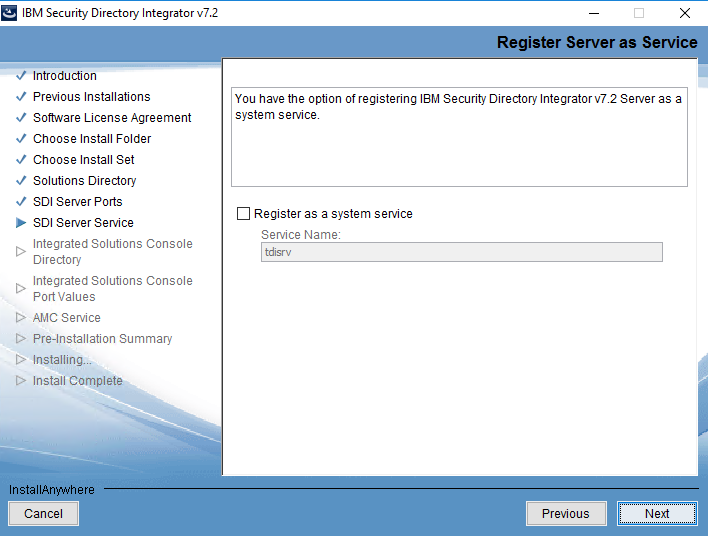 IBM Security Directory Integrator v7.2
Register Server as Service
Introduction
Previous Installations
Software License Agreement
Choose Install Folder
Choose Install Set
Solutions Directory
SDI Server Ports
SDI Server Service
Integrated Solutions Console
Directory
Integrated Solutions Console
Port Values
AMC Service
Pre-Installation Summary
Installing...
Install Complete
You have the option of registering IBM Security Directory Integrator v7.2 Server as a
system service.
Register as a system service
Service Name:
tdisrv
InstallAnywhere
Cancel
Previous
Next